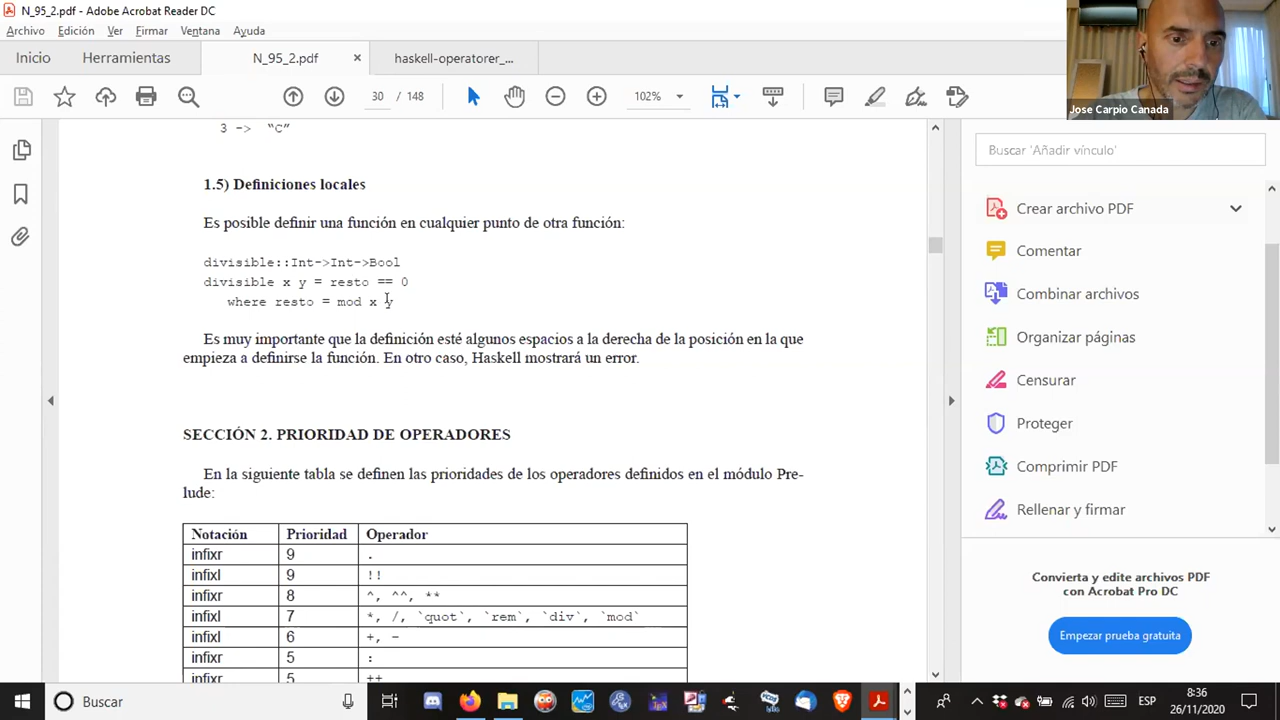 N_95_2.pdf - Adobe Acrobat Reader DC
Archivo Edición Ver Firmar Ventana Ayuda
Inicio Herramientas N_95_2.pdf × haskell-operatorer_...
30 / 148 102%
Jose Carpio Canada
3 -> “C”
1.5) Definiciones locales
Es posible definir una función en cualquier punto de otra función:
divisible::Int->Int->Bool
divisible x y = resto == 0
where resto = mod x y
Es muy importante que la definición esté algunos espacios a la derecha de la posición en la que
empieza a definirse la función. En otro caso, Haskell mostrará un error.
SECCIÓN 2. PRIORIDAD DE OPERADORES
En la siguiente tabla se definen las prioridades de los operadores definidos en el módulo Pre-
lude:
Notación Prioridad Operador
infixr 9 .
infixl 9 !!
infixr 8 ^, ^^, **
infixl 7 *, /, `quot`, `rem`, `div`, `mod`
infixl 6 +, -
infixr 5 :
infixr 5 ++
Buscar 'Añadir vínculo'
Crear archivo PDF
Comentar
Combinar archivos
Organizar páginas
Censurar
Proteger
Comprimir PDF
Rellenar y firmar
Convierta y edite archivos PDF
con Acrobat Pro DC
Empezar prueba gratuita
Buscar
ESP
8:36
26/11/2020